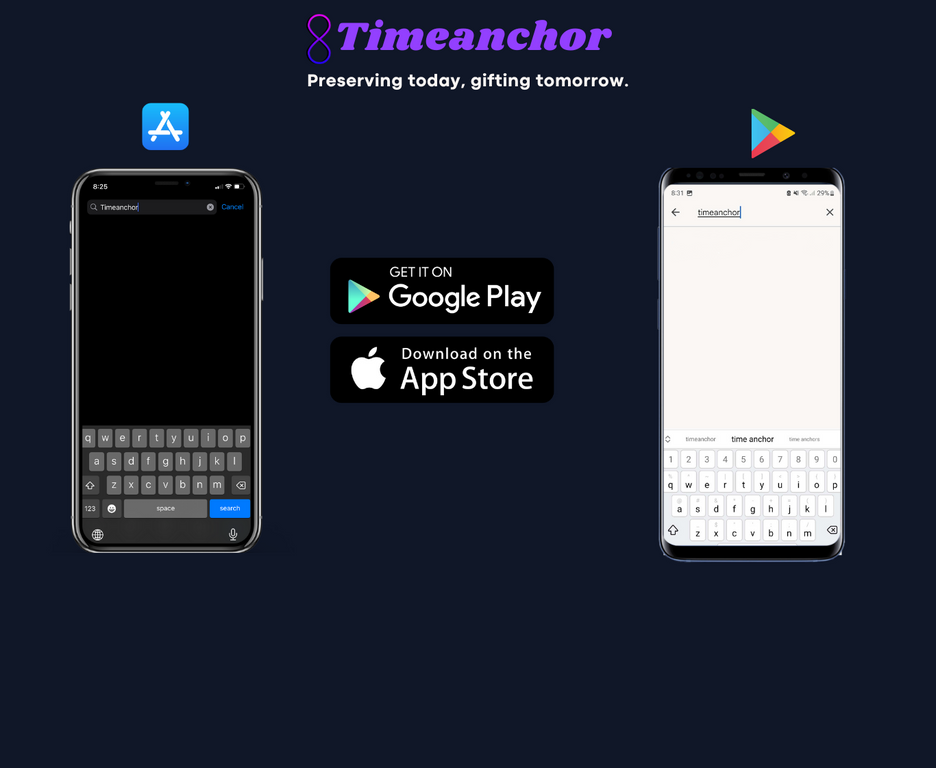 Timeanchor
Preserving today, gifting tomorrow.
8:25
Timeanchor
Cancel
q w e r t y u i o p
a s d f g h j k l
z x c v b n m
123 space search
GET IT ON
Google Play
Download on the
App Store
8:31 29%
timeanchor
timeanchor time anchor time anchors
1 2 3 4 5 6 7 8 9 0
q w e r t y u i o p
a s d f g h j k l
z x c v b n m